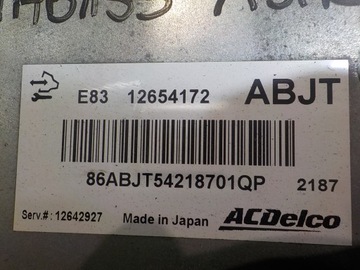 E83 12654172 ABJT
86ABJT54218701QP 2187
Serv.#: 12642927 Made in Japan ACDelco